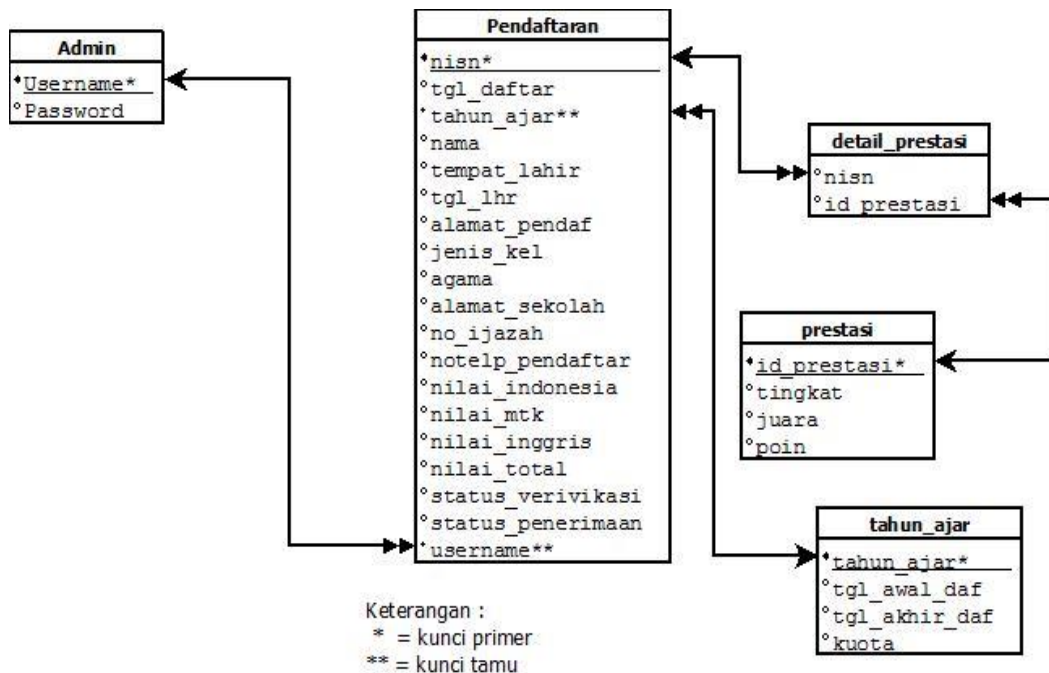 Admin
Username*
Password
Pendaftaran
nisn*
tgl_daftar
tahun_ajar**
nama
tempat_lahir
tgl_lhr
alamat_pendaf
jenis_kel
agama
alamat_sekolah
no_ijazah
notelp_pendaftar
nilai_indonesia
nilai_mtk
nilai_inggris
nilai_total
status_verivikasi
status_penerimaan
username**
detail_prestasi
nisn
id_prestasi
prestasi
id_prestasi*
tingkat
juara
poin
tahun_ajar
tahun_ajar*
tgl_awal_daf
tgl_akhir_daf
kuota
Keterangan :
* = kunci primer
** = kunci tamu